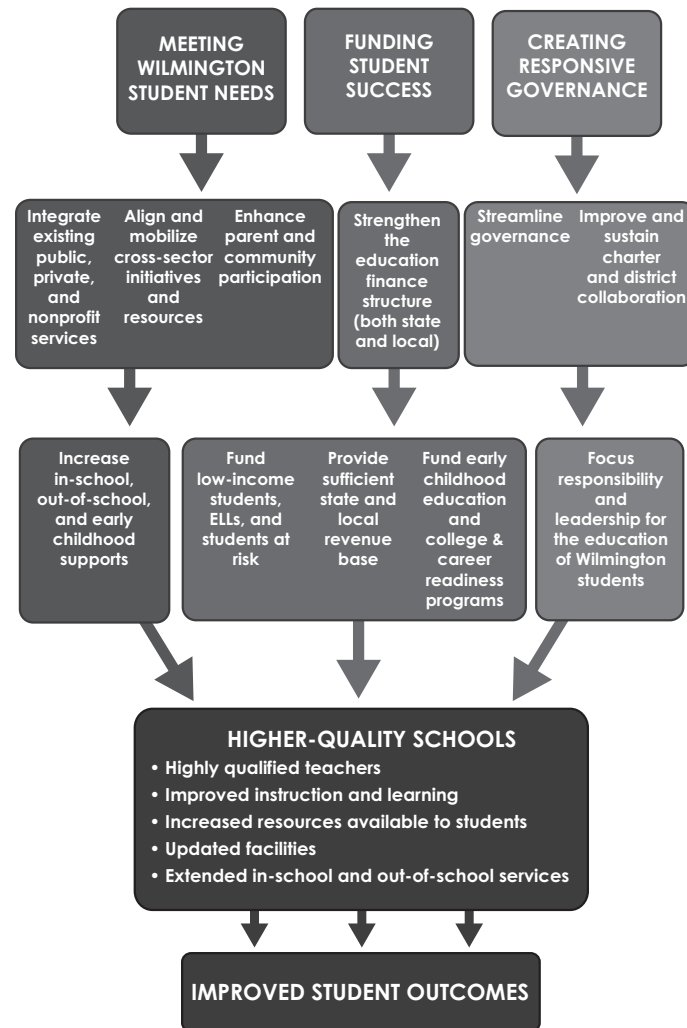 MEETING
WILMINGTON
STUDENT NEEDS
FUNDING
STUDENT
SUCCESS
CREATING
RESPONSIVE
GOVERNANCE
Integrate
existing
public,
private,
and
nonprofit
services
Align and
mobilize
cross-sector
initiatives
and
resources
Enhance
parent and
community
participation
Strengthen
the
education
finance
structure
(both state
and local)
Streamline
governance
Improve and
sustain
charter
and district
collaboration
Increase
in-school,
out-of-school,
and early
childhood
supports
Fund
low-income
students,
ELLs, and
students at
risk
Provide
sufficient
state and
local
revenue
base
Fund early
childhood
education
and
college &
career
readiness
programs
Focus
responsibility
and
leadership for
the education
of Wilmington
students
HIGHER-QUALITY SCHOOLS
• Highly qualified teachers
• Improved instruction and learning
• Increased resources available to students
• Updated facilities
• Extended in-school and out-of-school services
IMPROVED STUDENT OUTCOMES